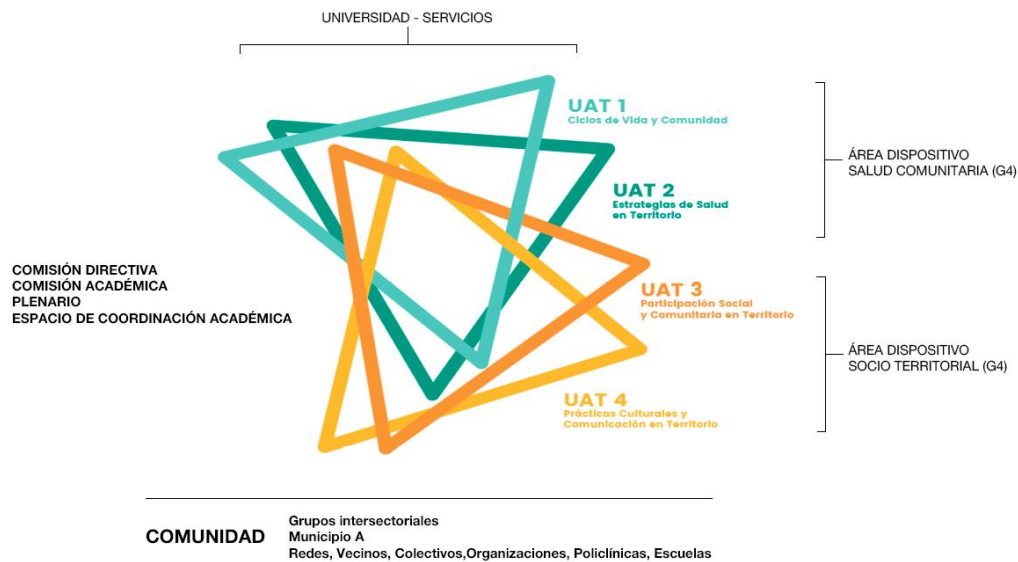 UNIVERSIDAD - SERVICIOS
UAT 1
Ciclos de Vida y Comunidad
UAT 2
Estrategias de Salud
en Territorio
ÁREA DISPOSITIVO
SALUD COMUNITARIA (G4)
COMISIÓN DIRECTIVA
COMISIÓN ACADÉMICA
PLENARIO
ESPACIO DE COORDINACIÓN ACADÉMICA
UAT 3
Participación Social
y Comunitaria en Territorio
UAT 4
Prácticas Culturales y
Comunicación en Territorio
ÁREA DISPOSITIVO
SOCIO TERRITORIAL (G4)
COMUNIDAD
Grupos intersectoriales
Municipio A
Redes, Vecinos, Colectivos,Organizaciones, Policlínicas, Escuelas